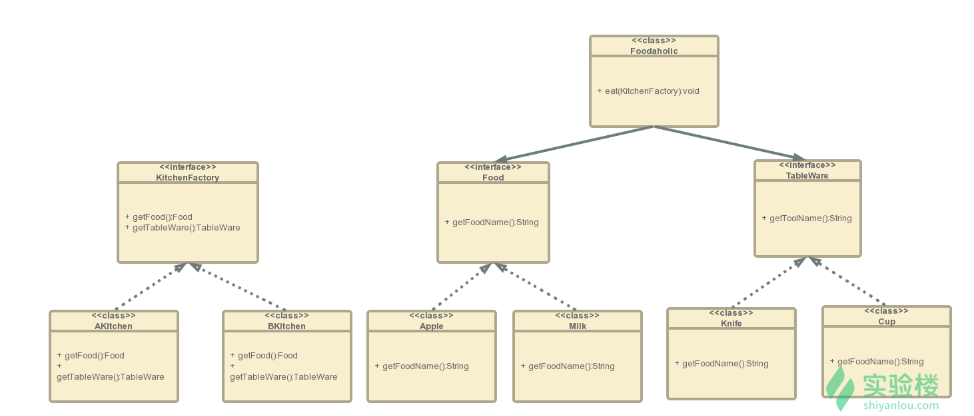 <<class>>
Foodaholic
+ eat(KitchenFactory):void
<<interface>>
KitchenFactory
+ getFood():Food
+ getTableWare():TableWare
<<interface>>
Food
+ getFoodName():String
<<interface>>
TableWare
+ getToolName():String
<<class>>
AKitchen
+ getFood():Food
+
getTableWare():TableWare
<<class>>
BKitchen
+ getFood():Food
+
getTableWare():TableWare
<<class>>
Apple
+ getFoodName():String
<<class>>
Milk
+ getFoodName():String
<<class>>
Knife
+ getFoodName():String
<<class>>
Cup
+ getFoodName():String
实验楼
shiyanlou.com